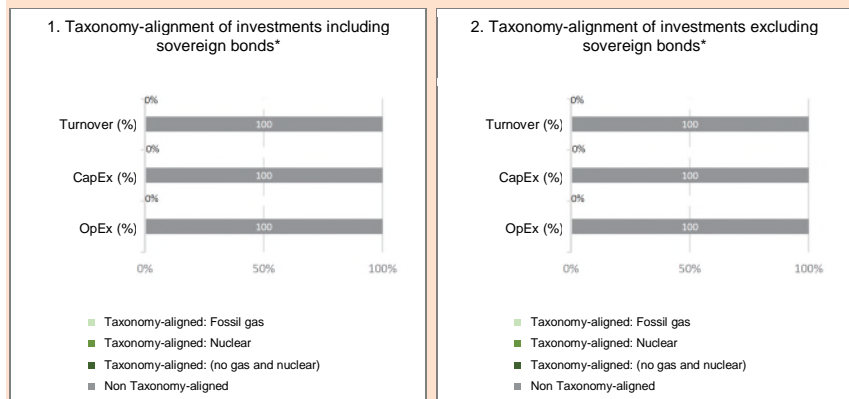 1. Taxonomy-alignment of investments including
sovereign bonds*
0%
Turnover (%)
100
0%
CapEx (%)
100
0%
OpEx (%)
100
0%
50%
100%
Taxonomy-aligned: Fossil gas
Taxonomy-aligned: Nuclear
Taxonomy-aligned: (no gas and nuclear)
Non Taxonomy-aligned
2. Taxonomy-alignment of investments excluding
sovereign bonds*
0%
Turnover (%)
100
0%
CapEx (%)
100
0%
OpEx (%)
100
0%
50%
100%
Taxonomy-aligned: Fossil gas
Taxonomy-aligned: Nuclear
Taxonomy-aligned: (no gas and nuclear)
Non Taxonomy-aligned